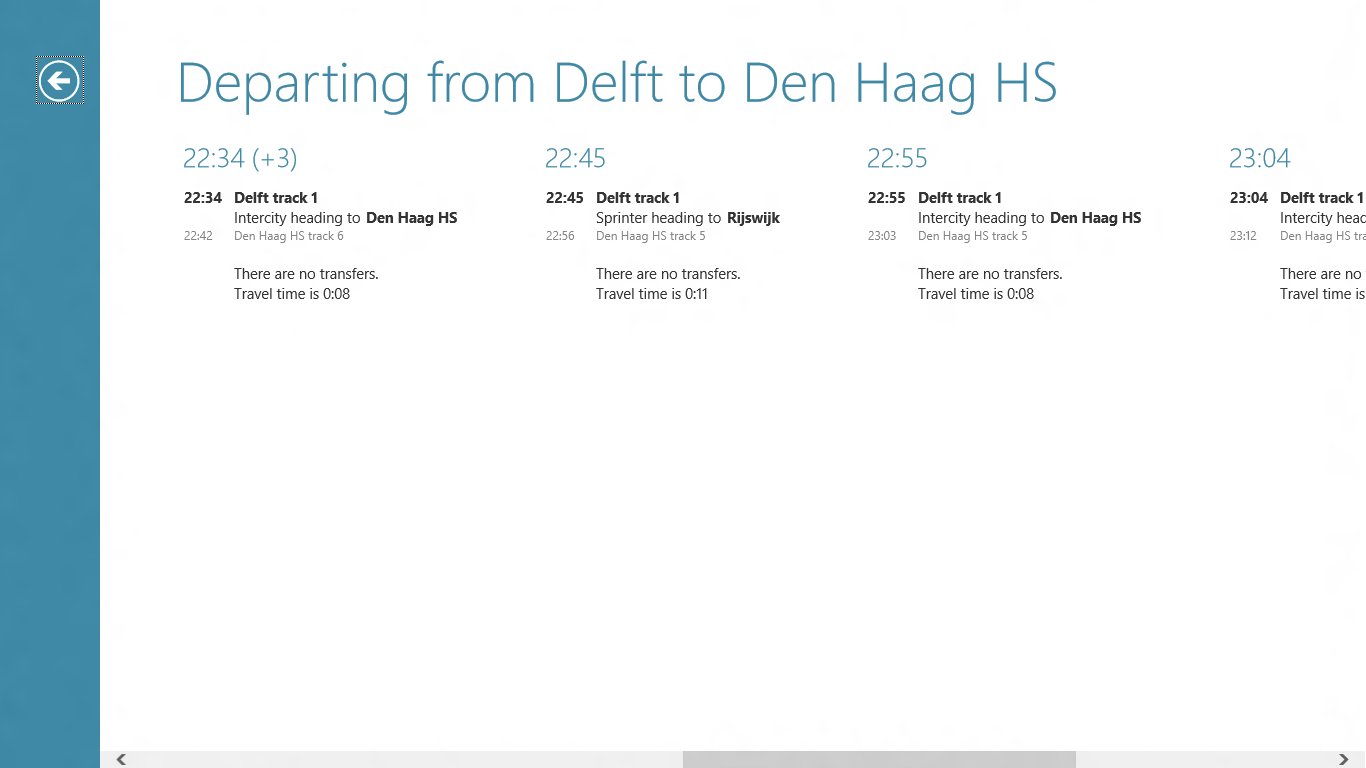 Departing from Delft to Den Haag HS
22:34 (+3)
22:34 Delft track 1
Intercity heading to Den Haag HS
22:42 Den Haag HS track 6
There are no transfers.
Travel time is 0:08
22:45
22:45 Delft track 1
Sprinter heading to Rijswijk
22:56 Den Haag HS track 5
There are no transfers.
Travel time is 0:11
22:55
22:55 Delft track 1
Intercity heading to Den Haag HS
23:03 Den Haag HS track 5
There are no transfers.
Travel time is 0:08
23:04
23:04 Delft track 1
Intercity head
23:12 Den Haag HS tra
There are no
Travel time is